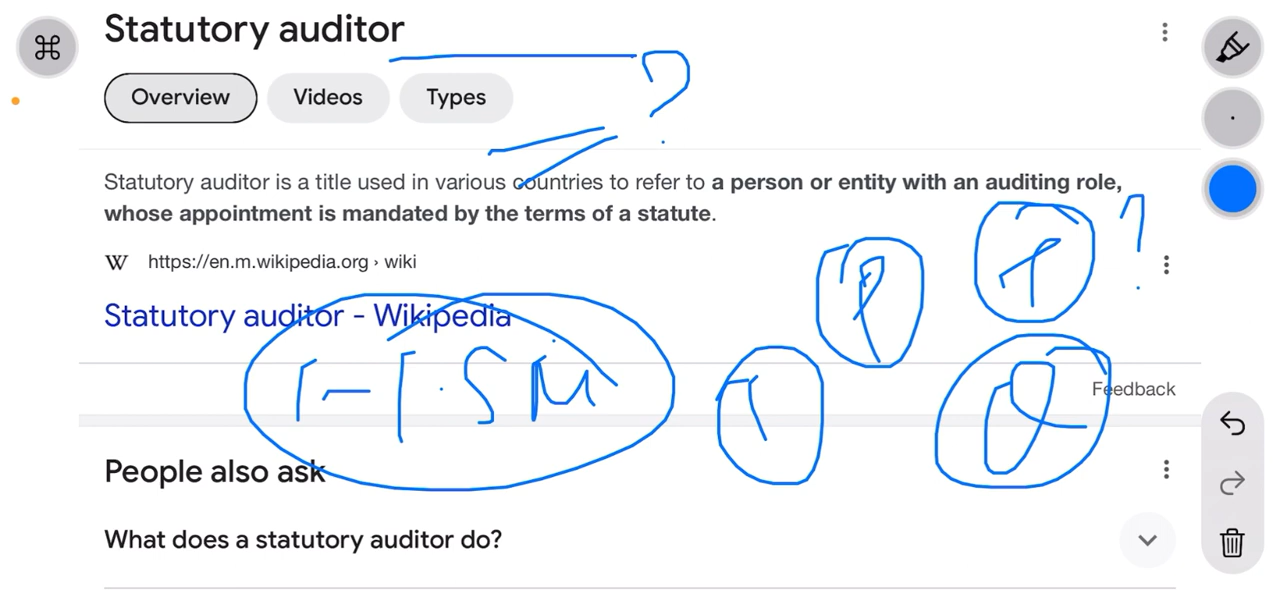 Statutory auditor
Overview Videos Types
?
Statutory auditor is a title used in various countries to refer to a person or entity with an auditing role,
whose appointment is mandated by the terms of a statute.
?
W https://en.m.wikipedia.org › wiki
Statutory auditor - Wikipedia
Feedback
People also ask
What does a statutory auditor do?